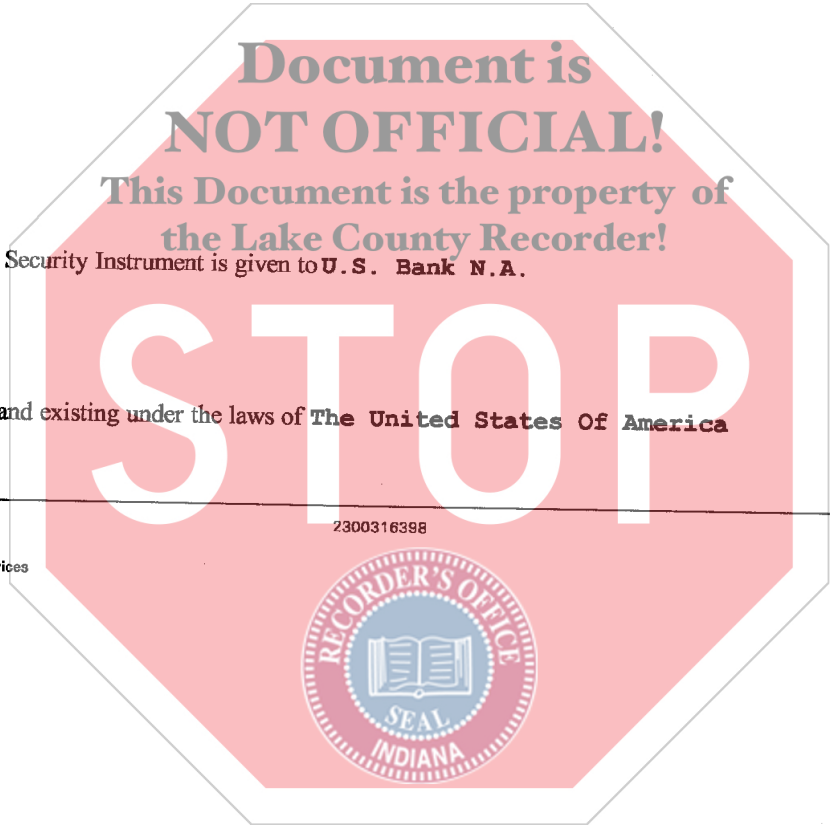 Document is
NOT OFFICIAL!
This Document is the property of
the Lake County Recorder!
Security Instrument is given to U.S. Bank N.A.
STOP
and existing under the laws of The United States Of America
2300316398
ices
RECORDER'S OFFICE
SEAL
INDIANA